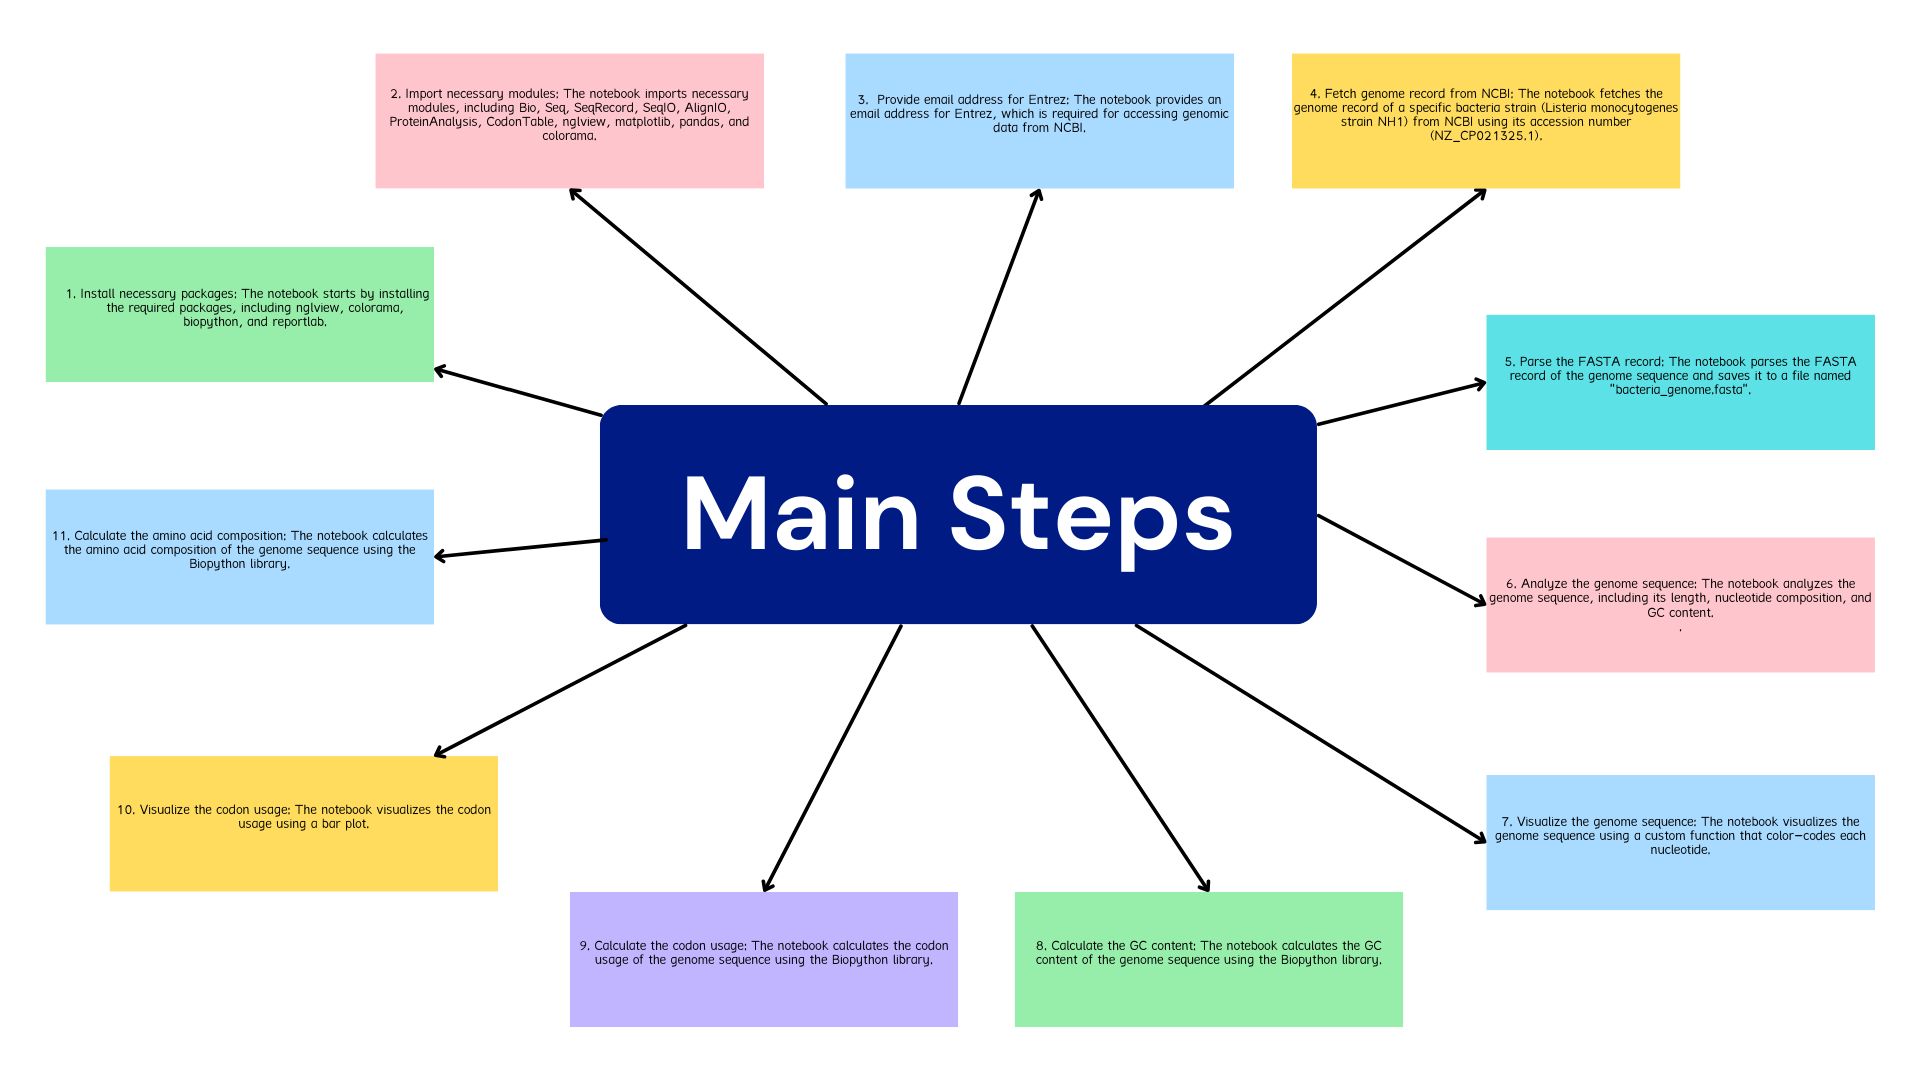 2. Import necessary modules: The notebook imports necessary
modules, including Bio, Seq, SeqRecord, SeqIO, AlignIO,
ProteinAnalysis, CodonTable, nglview, matplotlib, pandas, and
colorama.
3. Provide email address for Entrez: The notebook provides an
email address for Entrez, which is required for accessing genomic
data from NCBI.
4. Fetch genome record from NCBI: The notebook fetches the
genome record of a specific bacteria strain (Listeria monocytogenes
strain NH1) from NCBI using its accession number
(NZ_CP021325.1).
1. Install necessary packages: The notebook starts by installing
the required packages, including nglview, colorama,
biopython, and reportlab.
5. Parse the FASTA record: The notebook parses the FASTA
record of the genome sequence and saves it to a file named
"bacteria_genome.fasta".
Main Steps
11. Calculate the amino acid composition: The notebook calculates
the amino acid composition of the genome sequence using the
Biopython library.
6. Analyze the genome sequence: The notebook analyzes the
genome sequence, including its length, nucleotide composition, and
GC content.
.
10. Visualize the codon usage: The notebook visualizes the codon
usage using a bar plot.
7. Visualize the genome sequence: The notebook visualizes the
genome sequence using a custom function that color-codes each
nucleotide.
9. Calculate the codon usage: The notebook calculates the codon
usage of the genome sequence using the Biopython library.
8. Calculate the GC content: The notebook calculates the GC
content of the genome sequence using the Biopython library.